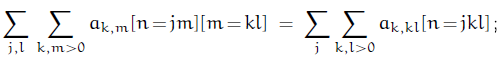 ∑_{j,l} ∑_{k,m>0} a_{k,m}[n=jm][m=kl] = ∑_{j} ∑_{k,l>0} a_{k,kl}[n=jkl];